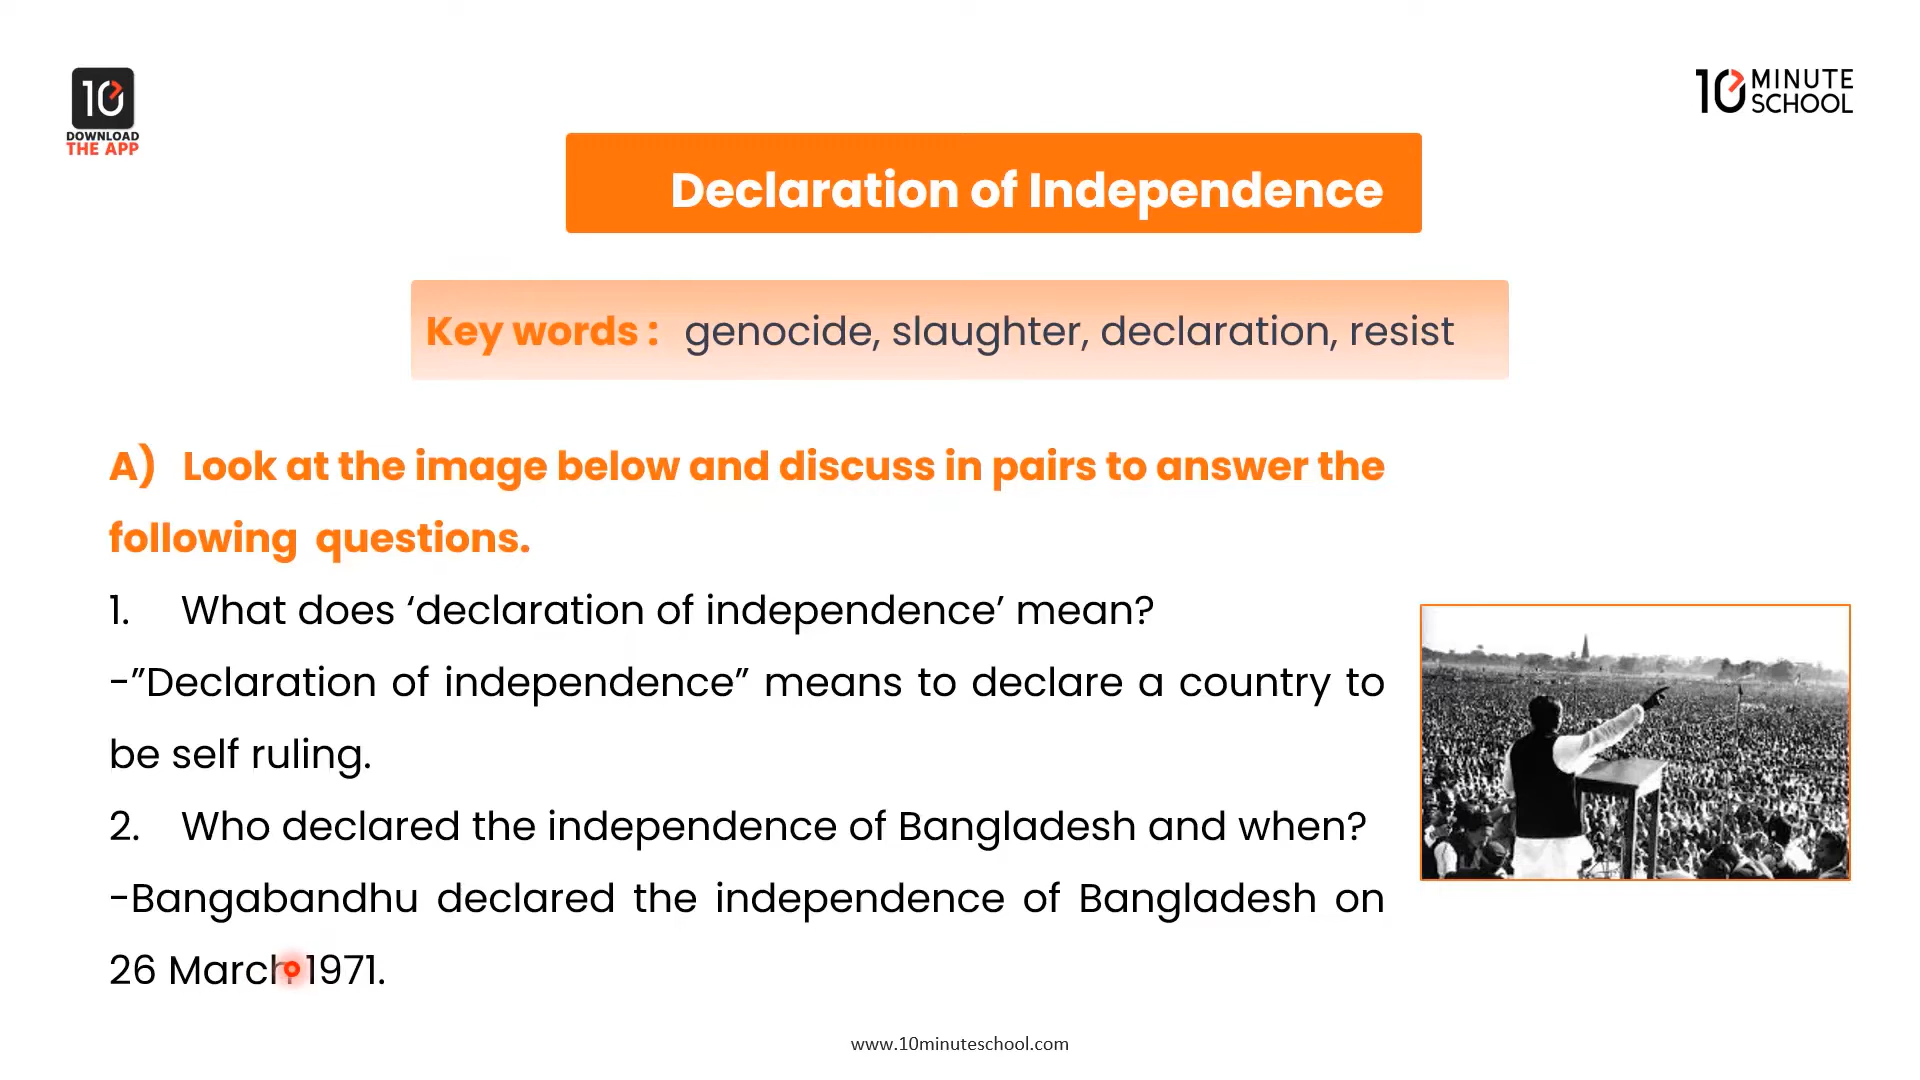 10
DOWNLOAD
THE APP
10 MINUTE
SCHOOL
Declaration of Independence
Key words : genocide, slaughter, declaration, resist
A) Look at the image below and discuss in pairs to answer the
following questions.
1. What does ‘declaration of independence’ mean?
-”Declaration of independence” means to declare a country to
be self ruling.
2. Who declared the independence of Bangladesh and when?
-Bangabandhu declared the independence of Bangladesh on
26 March 1971.
www.10minuteschool.com